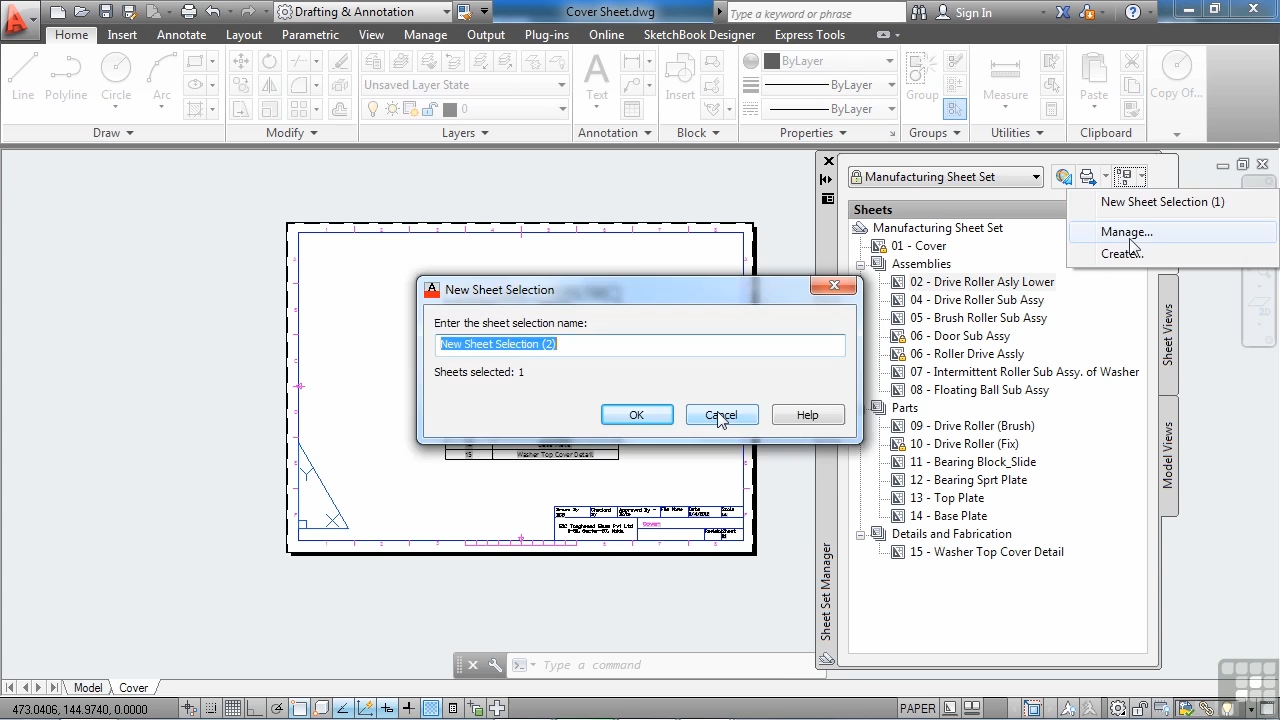 Drafting & Annotation
Cover Sheet.dwg
Type a keyword or phrase
Sign In
Home Insert Annotate Layout Parametric View Manage Output Plug-ins Online SketchBook Designer Express Tools
Line Polyline Circle Arc
Draw
Modify
Unsaved Layer State
0
Layers
Text
Annotation
Insert
Block
ByLayer
ByLayer
ByLayer
Properties
Group
Groups
Measure
Utilities
Paste
Clipboard
Copy Of...
Manufacturing Sheet Set
New Sheet Selection (1)
Manage...
Create...
Sheets
Manufacturing Sheet Set
01 - Cover
Assemblies
02 - Drive Roller Asly Lower
04 - Drive Roller Sub Assy
05 - Brush Roller Sub Assy
06 - Door Sub Assy
06 - Roller Drive Assly
07 - Intermittent Roller Sub Assy. of Washer
08 - Floating Ball Sub Assy
Parts
09 - Drive Roller (Brush)
10 - Drive Roller (Fix)
11 - Bearing Block_Slide
12 - Bearing Sprt Plate
13 - Top Plate
14 - Base Plate
Details and Fabrication
15 - Washer Top Cover Detail
Sheet Views
Model Views
Sheet Set Manager
New Sheet Selection
Enter the sheet selection name:
New Sheet Selection (2)
Sheets selected: 1
OK
Cancel
Help
15 Washer Top Cover Detail
Cover
Y
X
Type a command
Model
Cover
473.0406, 144.9740, 0.0000
PAPER